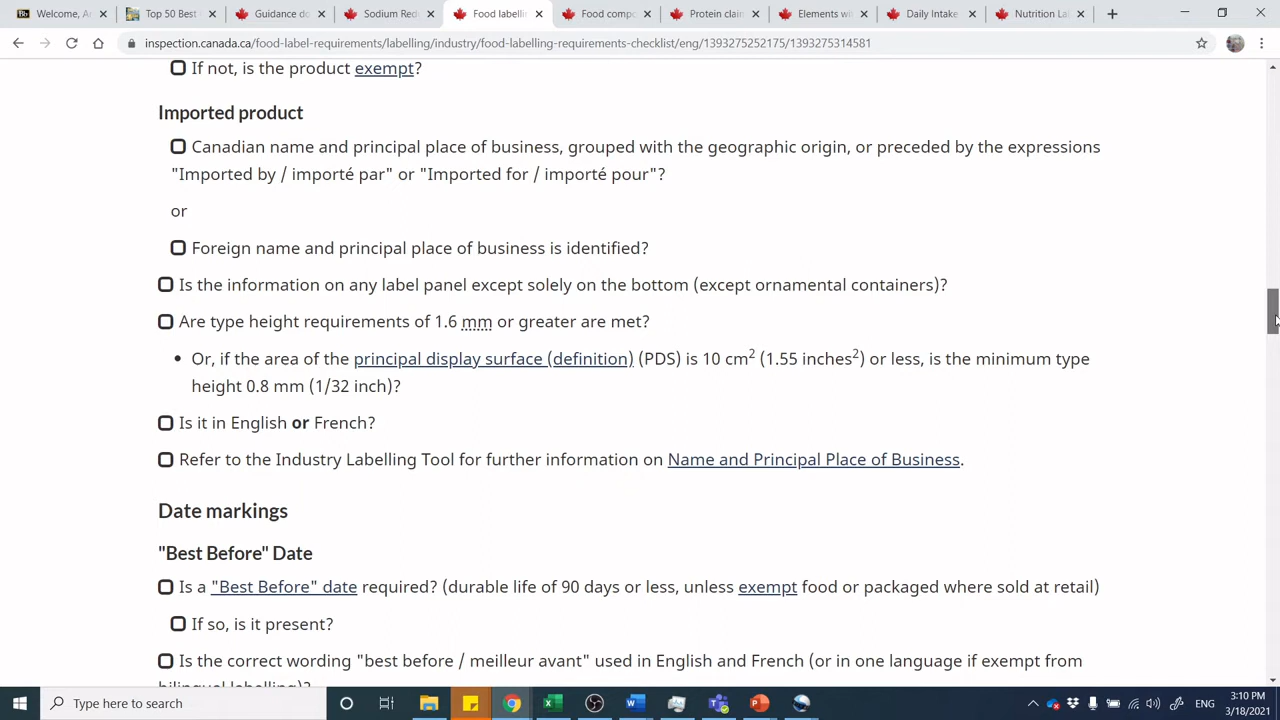 Welcome, A
Top 50 Best
Guidance do
Sodium Red
Food labellin
Food compo
Protein clain
Elements wi
Daily Intake
Nutrition La
inspection.canada.ca/food-label-requirements/labelling/industry/food-labelling-requirements-checklist/eng/1393275252175/1393275314581
If not, is the product exempt?
Imported product
Canadian name and principal place of business, grouped with the geographic origin, or preceded by the expressions
"Imported by / importé par" or "Imported for / importé pour"?
or
Foreign name and principal place of business is identified?
Is the information on any label panel except solely on the bottom (except ornamental containers)?
Are type height requirements of 1.6 mm or greater are met?
• Or, if the area of the principal display surface (definition) (PDS) is 10 cm² (1.55 inches²) or less, is the minimum type
height 0.8 mm (1/32 inch)?
Is it in English or French?
Refer to the Industry Labelling Tool for further information on Name and Principal Place of Business.
Date markings
"Best Before" Date
Is a "Best Before" date required? (durable life of 90 days or less, unless exempt food or packaged where sold at retail)
If so, is it present?
Is the correct wording "best before / meilleur avant" used in English and French (or in one language if exempt from
bilingual labelling)?
Type here to search
ENG
3:10 PM
3/18/2021